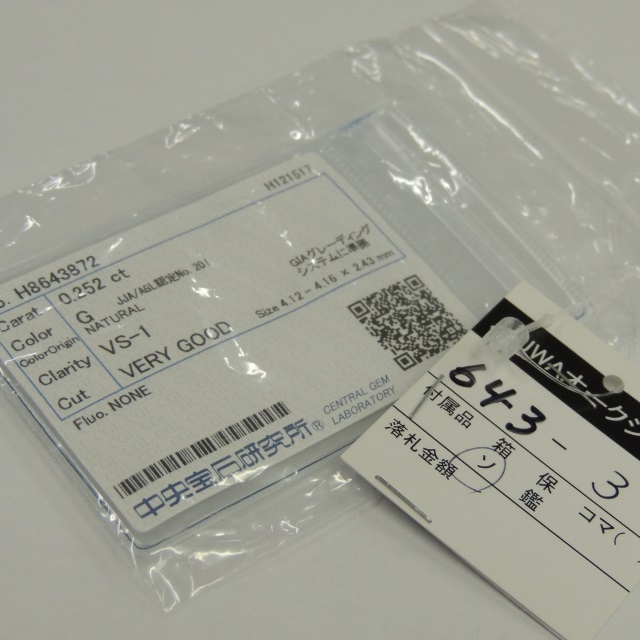 H121517
o. H8643872
Carat 0.252 ct
Color G JJA/AGL認定No. 201
Color Origin NATURAL
GIAグレーディング
システムに準拠
Clarity VS-1
Size 4.12 - 4.16 × 2.43 mm
Cut VERY GOOD
Fluo. NONE
中央宝石研究所® CENTRAL GEM
LABORATORY
643-3
付属品 箱 保 コマ(
ソ 鑑
落札金額